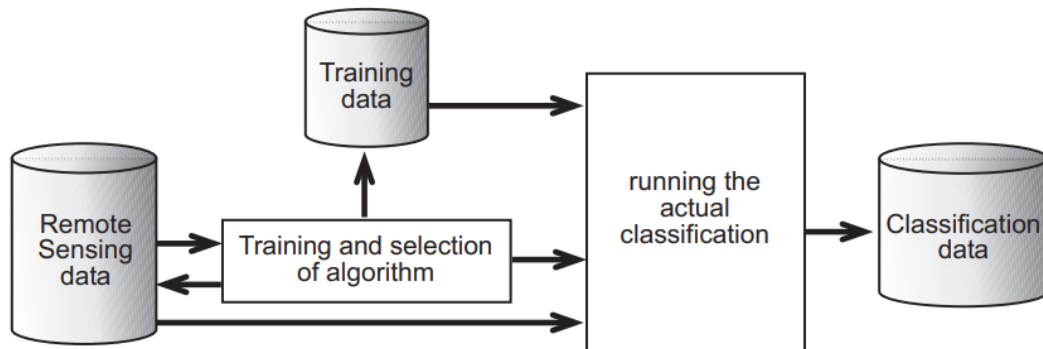 Training
data
Remote
Sensing
data
Training and selection
of algorithm
running the
actual
classification
Classification
data